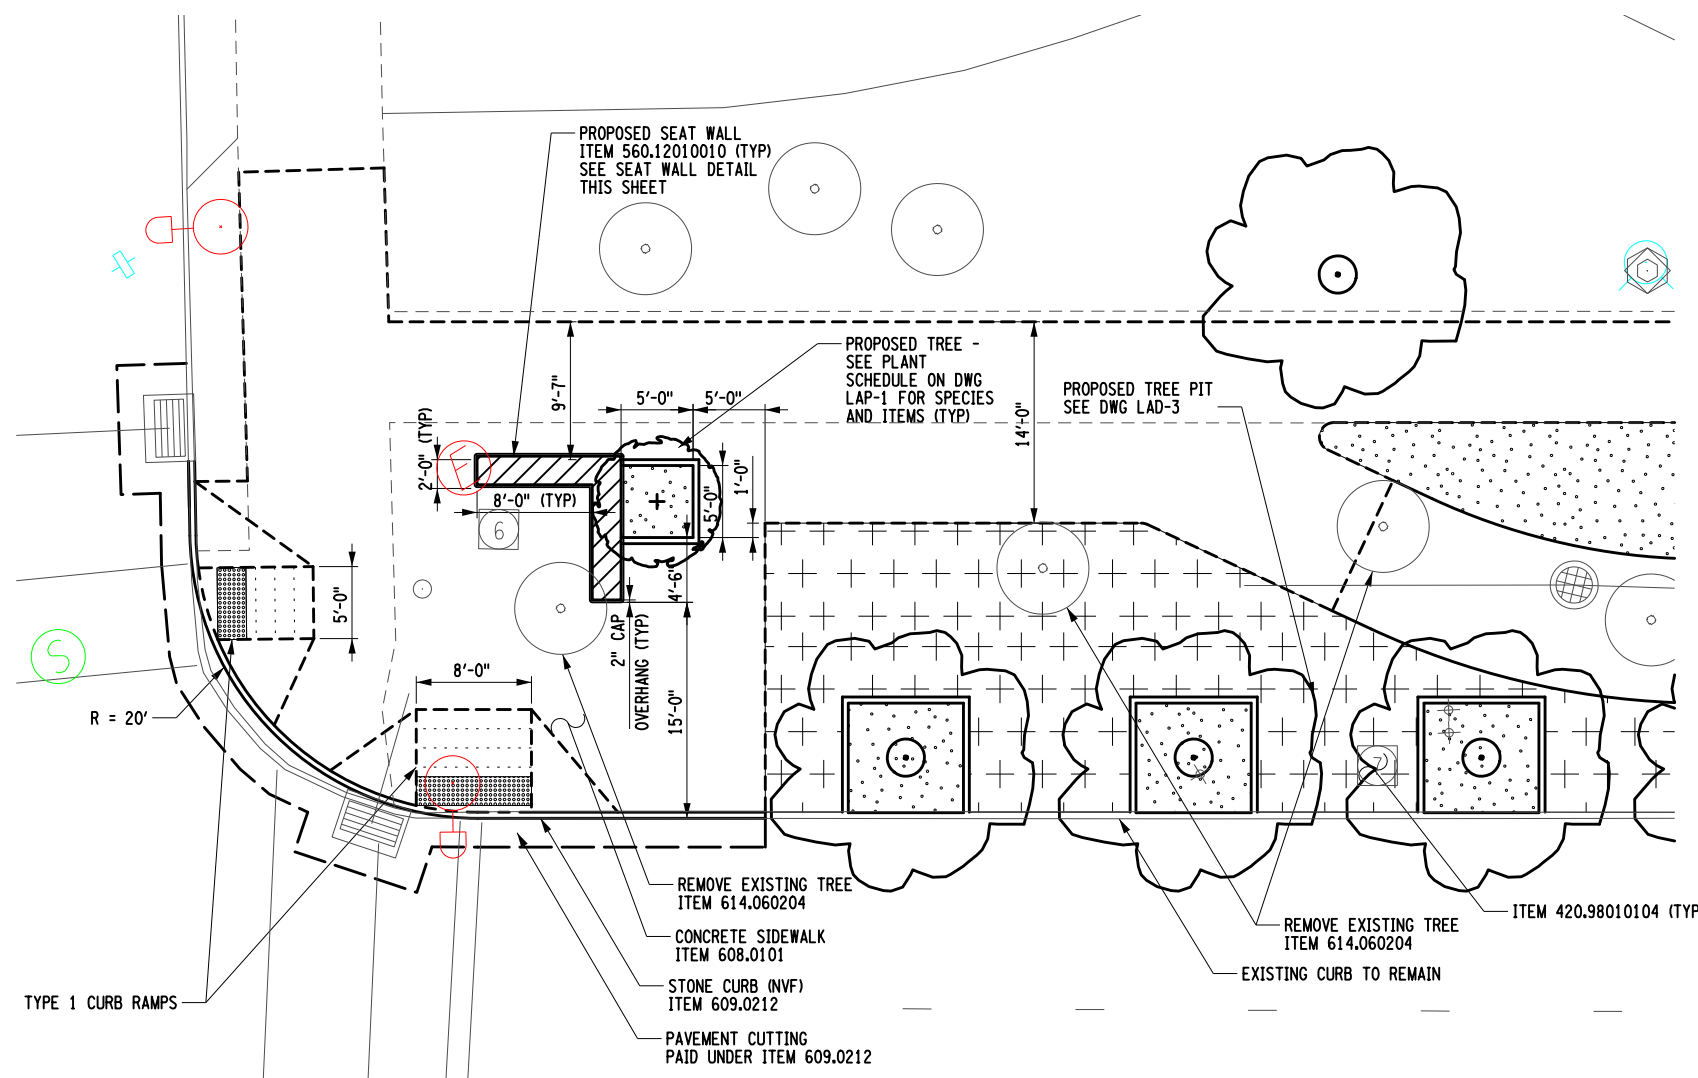 PROPOSED SEAT WALL
ITEM 560.12010010 (TYP)
SEE SEAT WALL DETAIL
THIS SHEET
PROPOSED TREE -
SEE PLANT
SCHEDULE ON DWG
LAP-1 FOR SPECIES
AND ITEMS (TYP)
PROPOSED TREE PIT
SEE DWG LAD-3
9'-7"
5'-0"
5'-0"
14'-0"
2'-0" (TYP)
E
8'-0" (TYP)
6
5'-0"
1'-0"
4'-6"
5'-0"
2" CAP
OVERHANG (TYP)
15'-0"
8'-0"
S
R = 20'
7
REMOVE EXISTING TREE
ITEM 614.060204
CONCRETE SIDEWALK
ITEM 608.0101
STONE CURB (NVF)
ITEM 609.0212
PAVEMENT CUTTING
PAID UNDER ITEM 609.0212
TYPE 1 CURB RAMPS
ITEM 420.98010104 (TYP
REMOVE EXISTING TREE
ITEM 614.060204
EXISTING CURB TO REMAIN